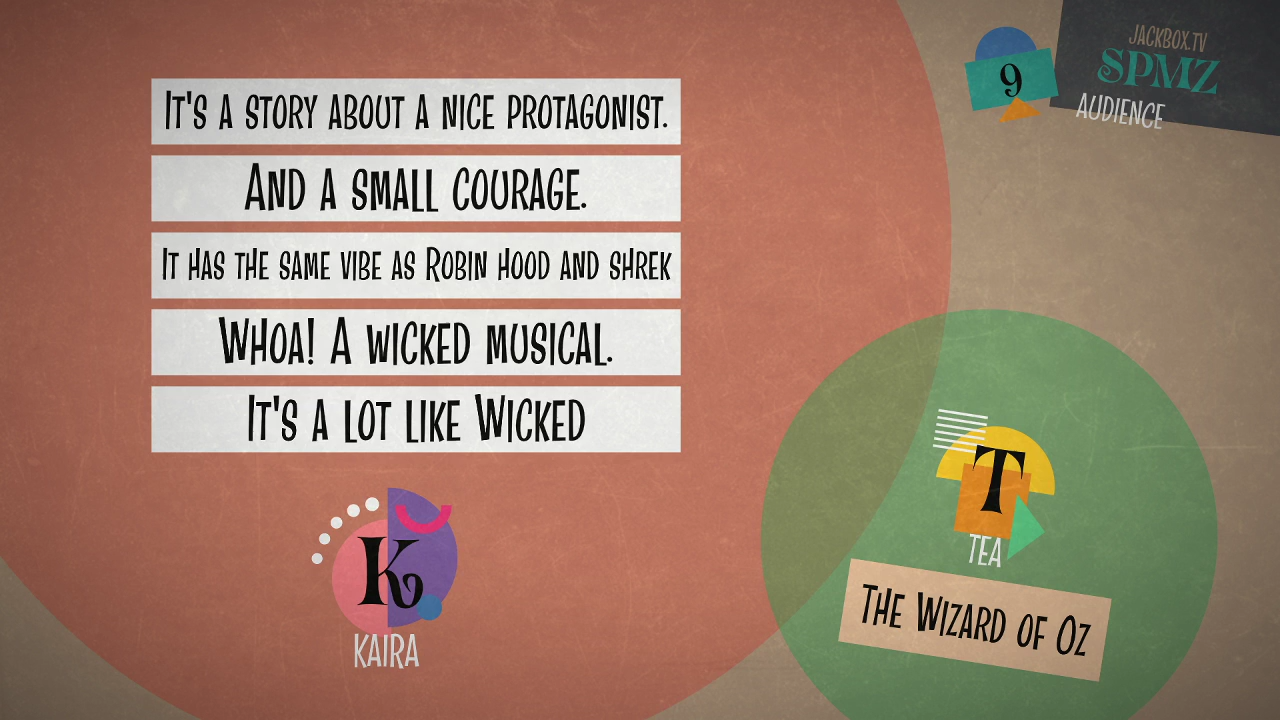 JACKBOX.TV
SPMZ
9
AUDIENCE
It's a story about a nice protagonist.
And a small courage.
It has the same vibe as Robin Hood and shrek
Whoa! A wicked musical.
It's a lot like Wicked
K
KAIRA
T
TEA
The Wizard of Oz